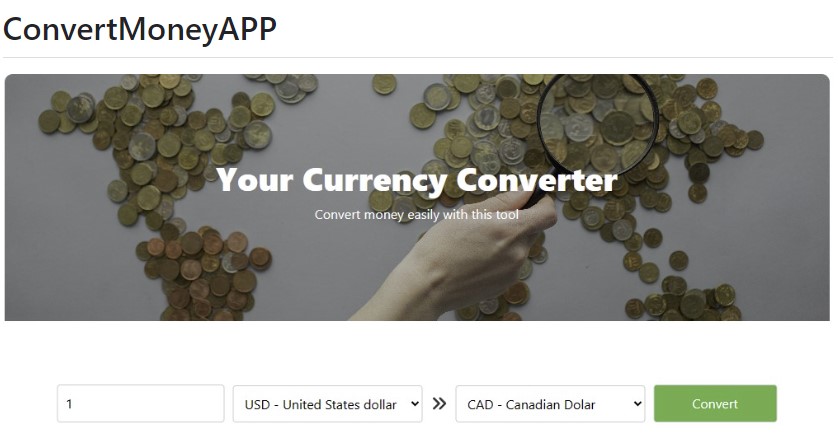 ConvertMoneyAPP
Your Currency Converter
Convert money easily with this tool
1 USD - United States dollar CAD - Canadian Dolar Convert